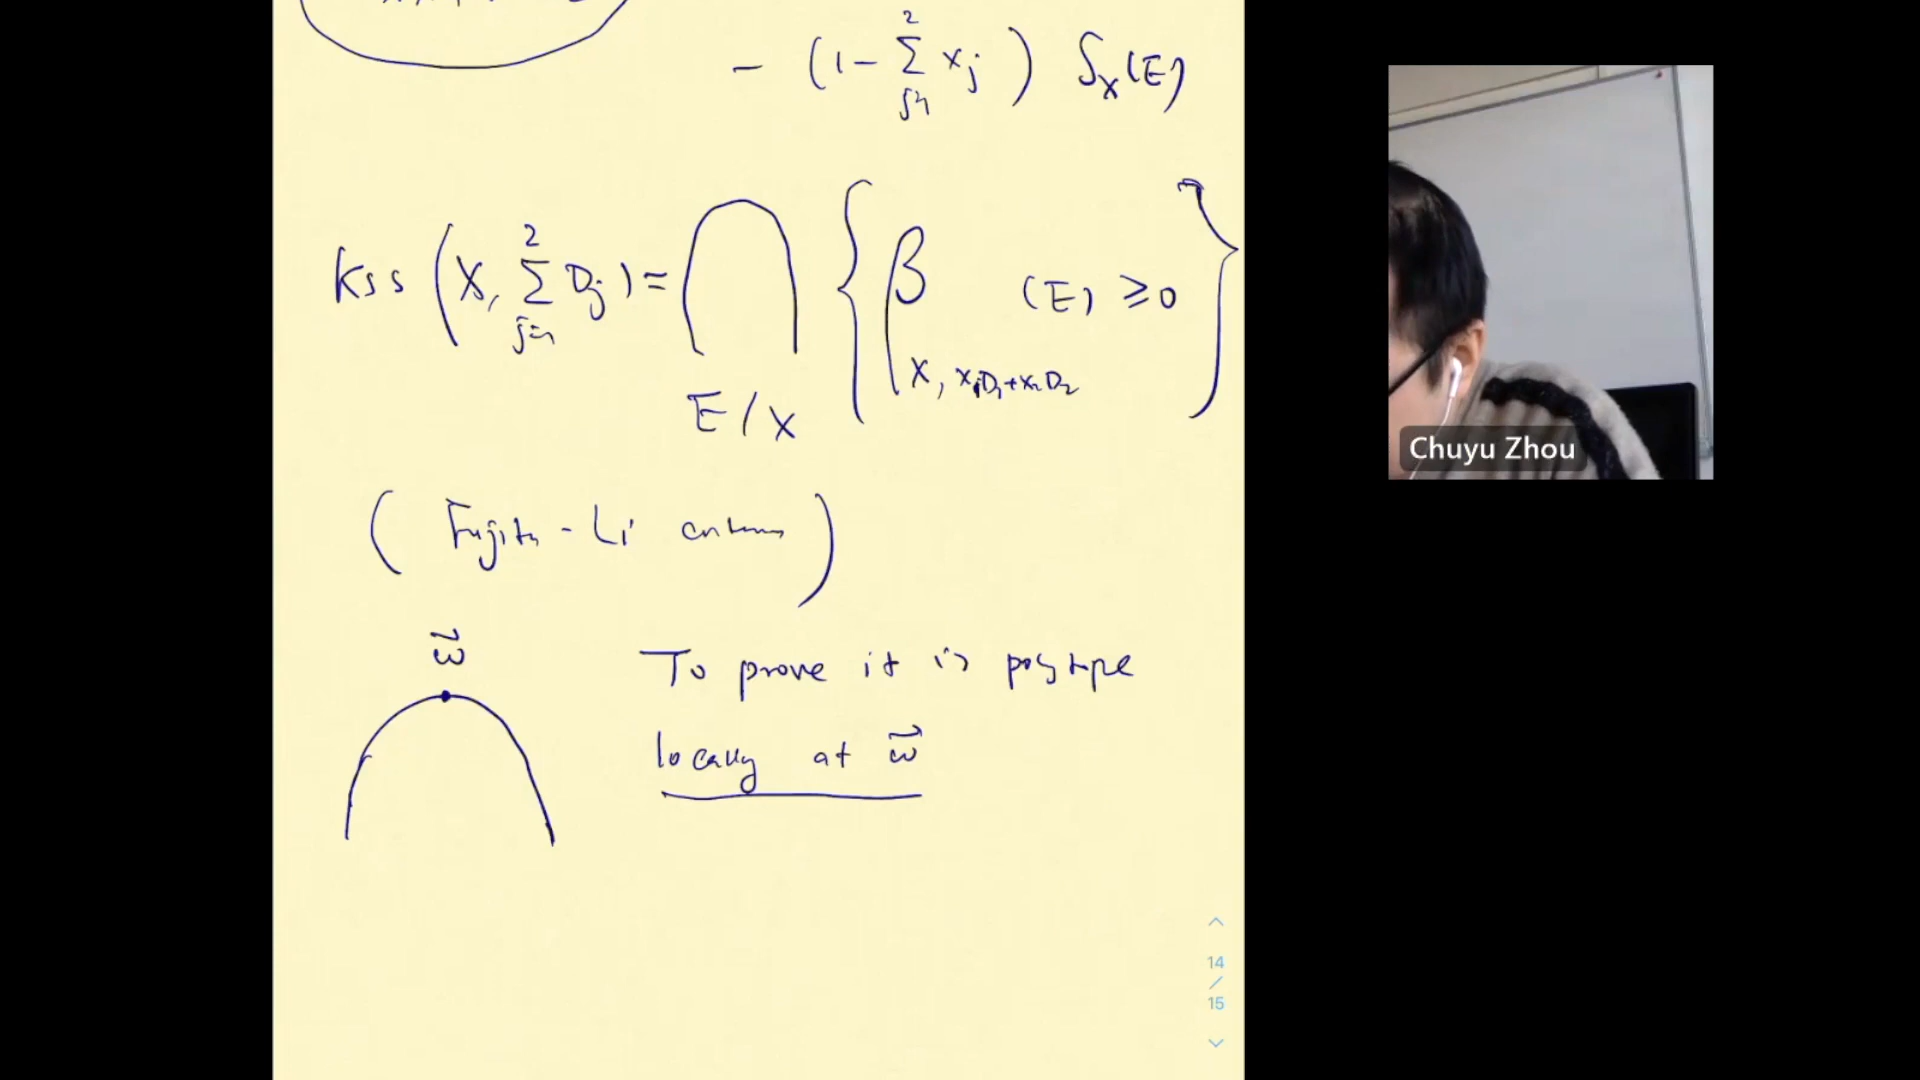 - (1 - Σ_{j=1}^{2} x_j) S_X(E)
Kss (X, Σ_{j=1}^{2} D_j) = ⋂_{E/X} { β_{X, x_1D_1+x_2D_2} (E) ≥ 0 }
(Fujita - Li)
w⃗
To prove it is polytope
locally at w⃗
Chuyu Zhou
14
/
15